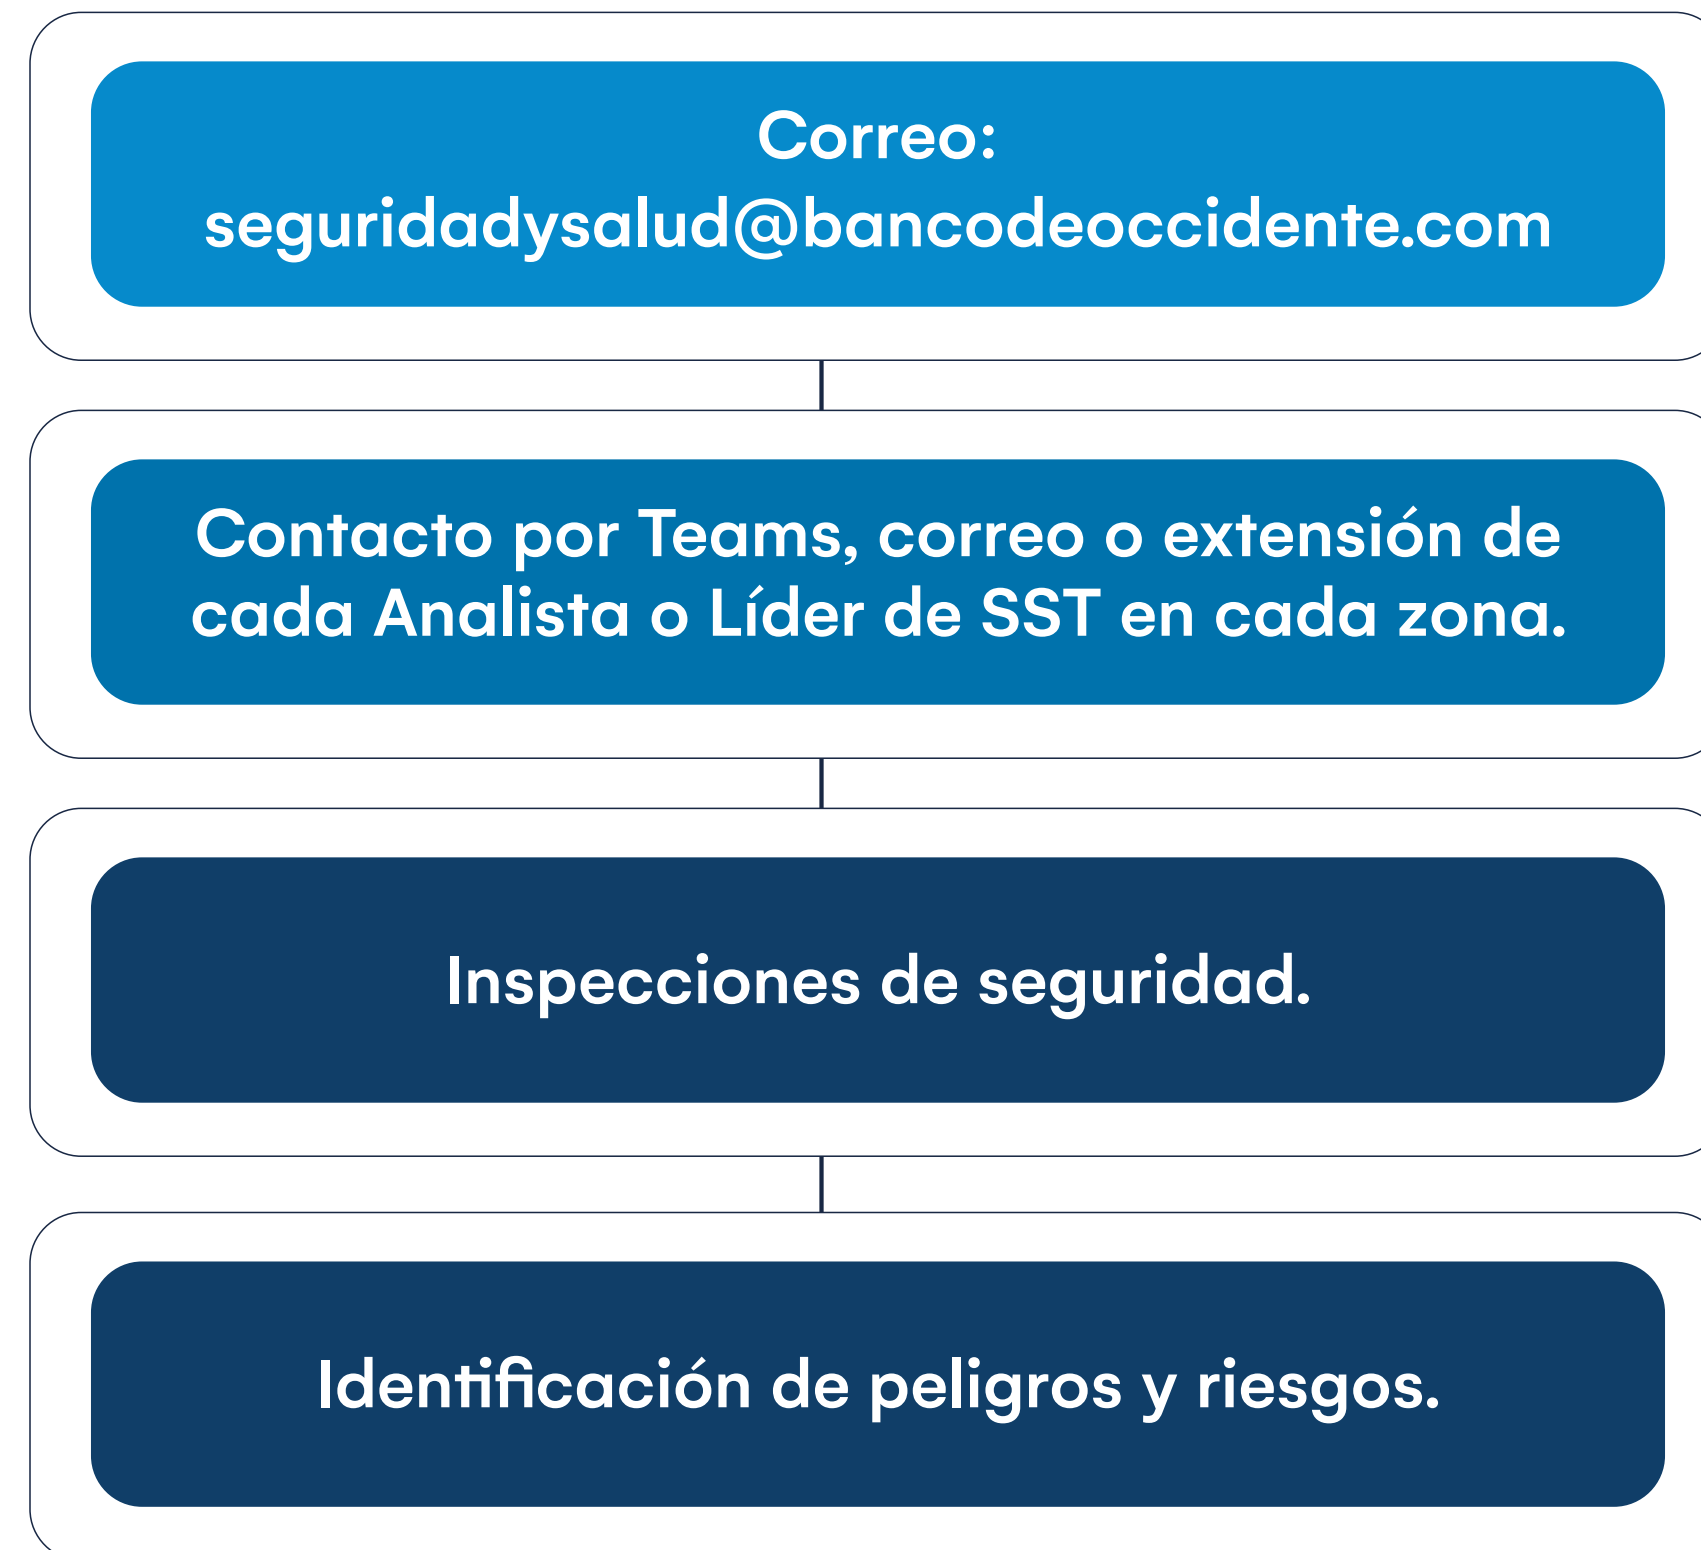 Correo:
seguridadysalud@bancodeoccidente.com
Contacto por Teams, correo o extensión de
cada Analista o Líder de SST en cada zona.
Inspecciones de seguridad.
Identificación de peligros y riesgos.